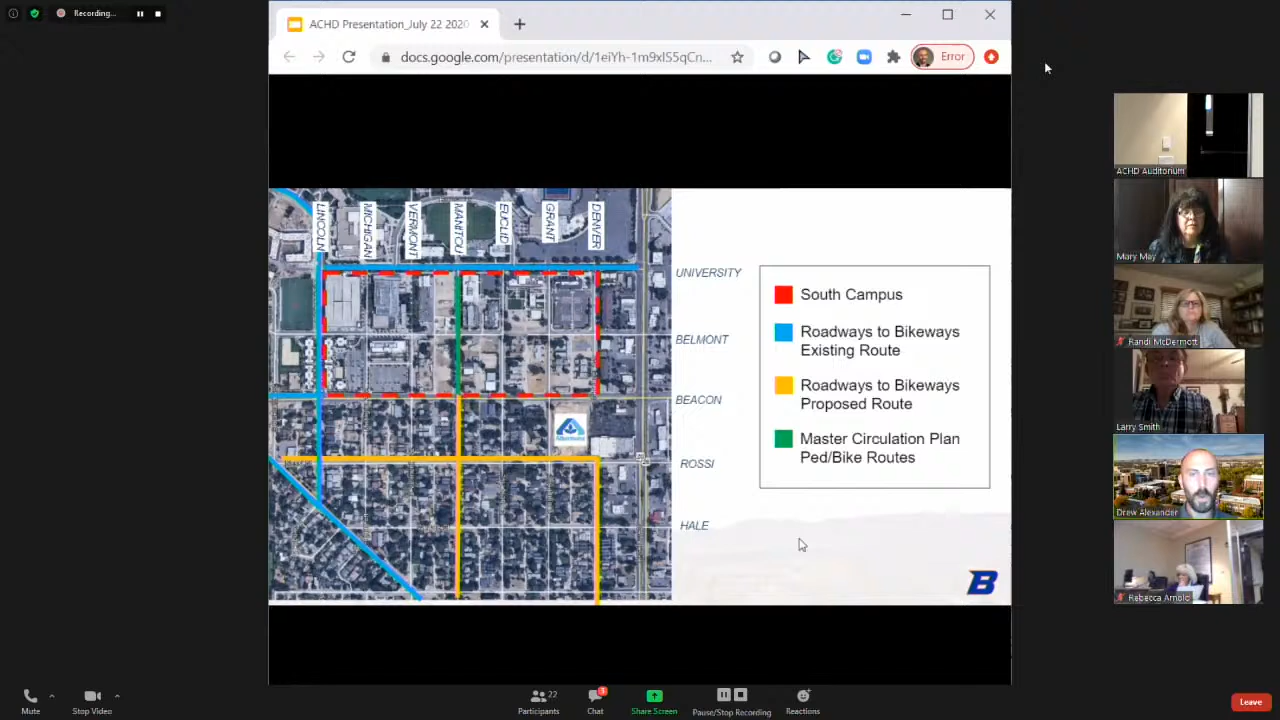 Recording...
ACHD Presentation_July 22 2020
docs.google.com/presentation/d/1eiYh-1m9xlS5qCn...
Error
LINCOLN
MICHIGAN
VERMONT
MANITOU
EUCLID
GRANT
DENVER
UNIVERSITY
BELMONT
BEACON
ROSSI
HALE
Albertsons
South Campus
Roadways to Bikeways
Existing Route
Roadways to Bikeways
Proposed Route
Master Circulation Plan
Ped/Bike Routes
B
ACHD Auditorium
Mary May
Randi McDermott
Larry Smith
Drew Alexander
Rebecca Arnold
Mute
Stop Video
22
Participants
1
Chat
Share Screen
Pause/Stop Recording
Reactions
Leave